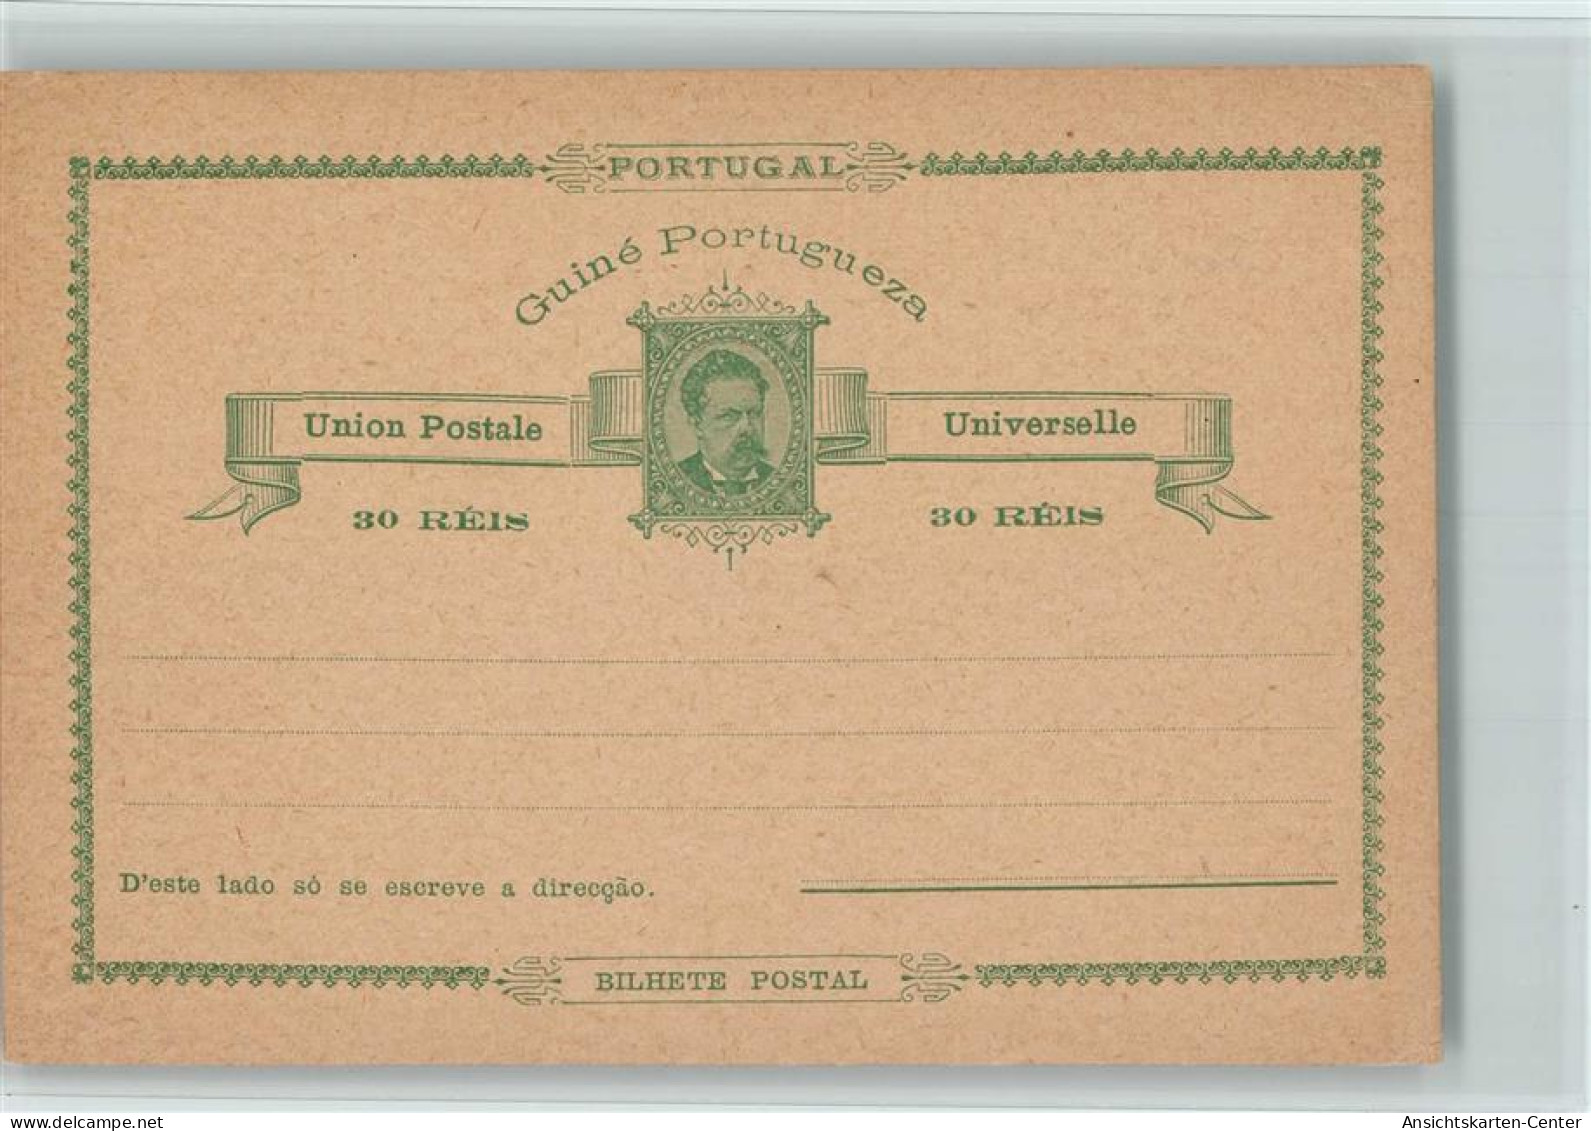 PORTUGAL
Guiné Portugueza
Union Postale Universelle
30 RÉIS 30 RÉIS
D'este lado só se escreve a direcção.
BILHETE POSTAL
www.delcampe.net
delo123
Ansichtskarten-Center